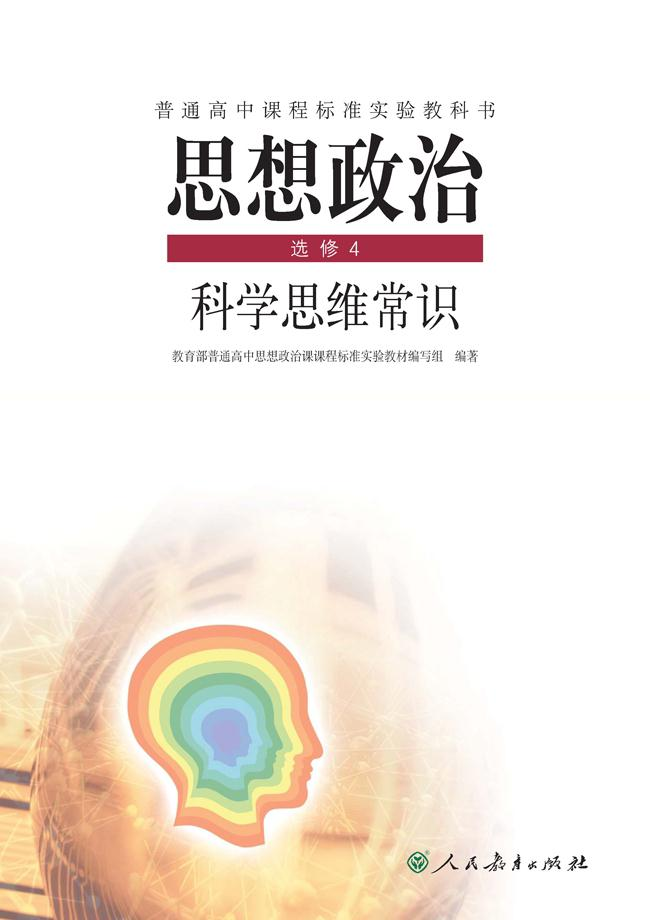 普通高中课程标准实验教科书
思想政治
选修4
科学思维常识
教育部普通高中思想政治课课程标准实验教材编写组 编著
人民教育出版社